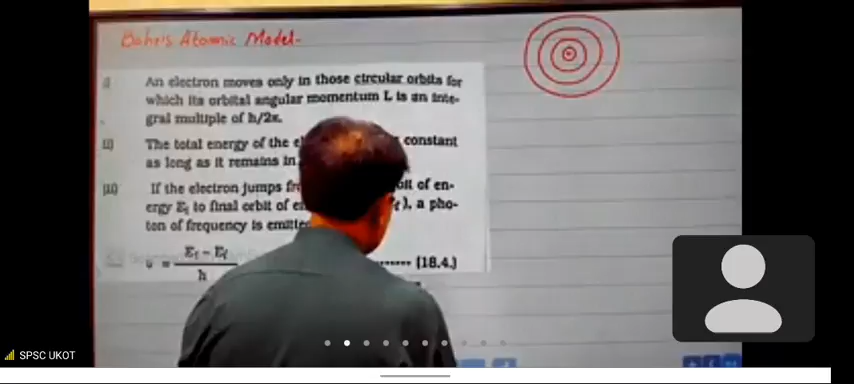 Bohr's Atomic Model-
i) An electron moves only in those circular orbits for
which its orbital angular momentum L is an inte-
gral multiple of h/2π.
ii) The total energy of the constant
as long as it remains in
iii) If the electron jumps of en-
ergy Ei to final orbit of ), a pho-
ton of frequency is
υ = Ei - Ef
h
(18.4.)
SPSC UKOT